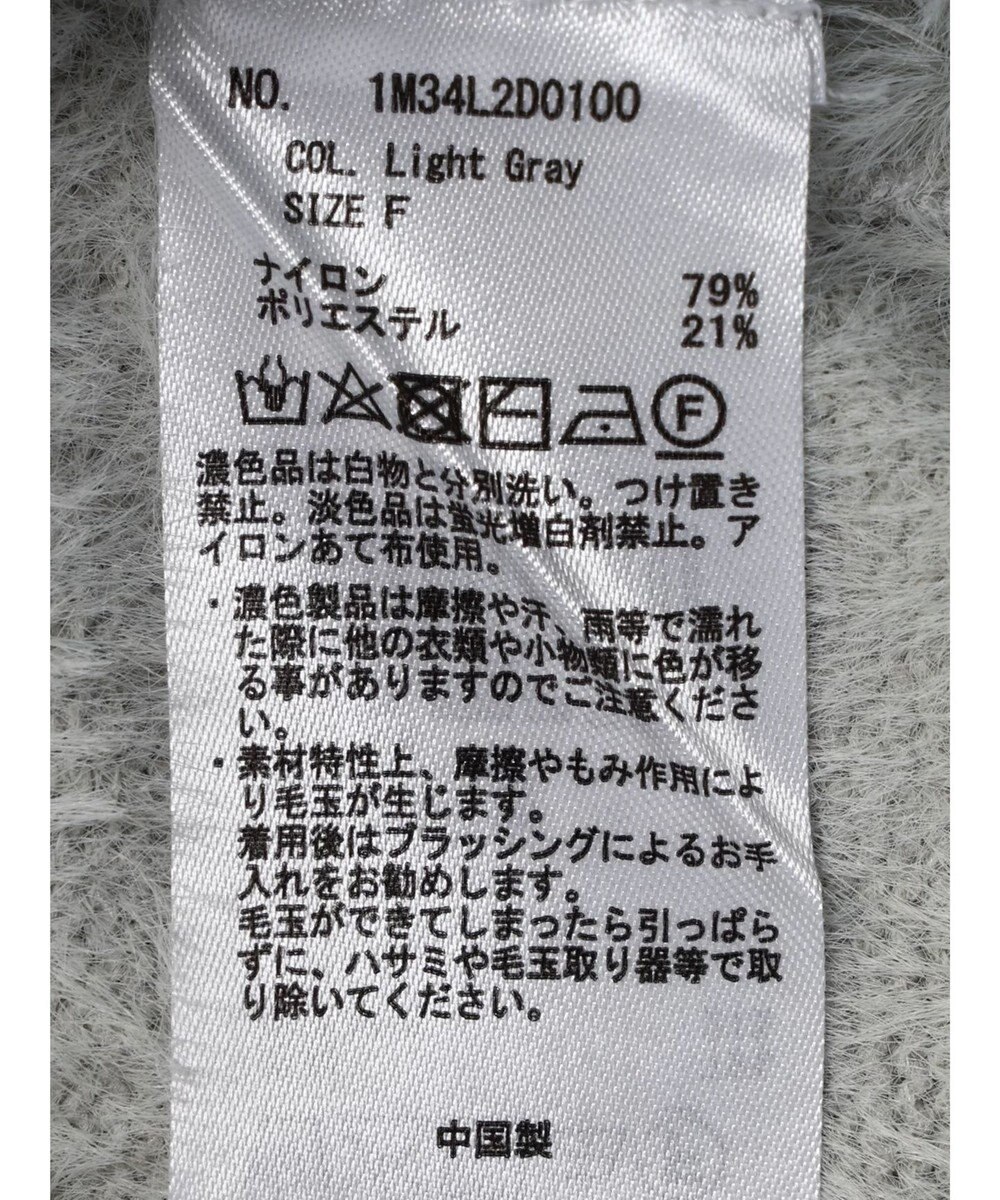 NO. 1M34L2D0100
COL. Light Gray
SIZE F
ナイロン 79%
ポリエステル 21%
F
濃色品は白物と分別洗い。つけ置き
禁止。淡色品は蛍光増白剤禁止。ア
イロンあて布使用。
・濃色製品は摩擦や汗、雨等で濡れ
た際に他の衣類や小物類に色が移
る事がありますのでご注意くださ
い。
・素材特性上、摩擦やもみ作用によ
り毛玉が生じます。
着用後はブラッシングによるお手
入れをお勧めします。
毛玉ができてしまったら引っぱら
ずに、ハサミや毛玉取り器等で取
り除いてください。
中国製